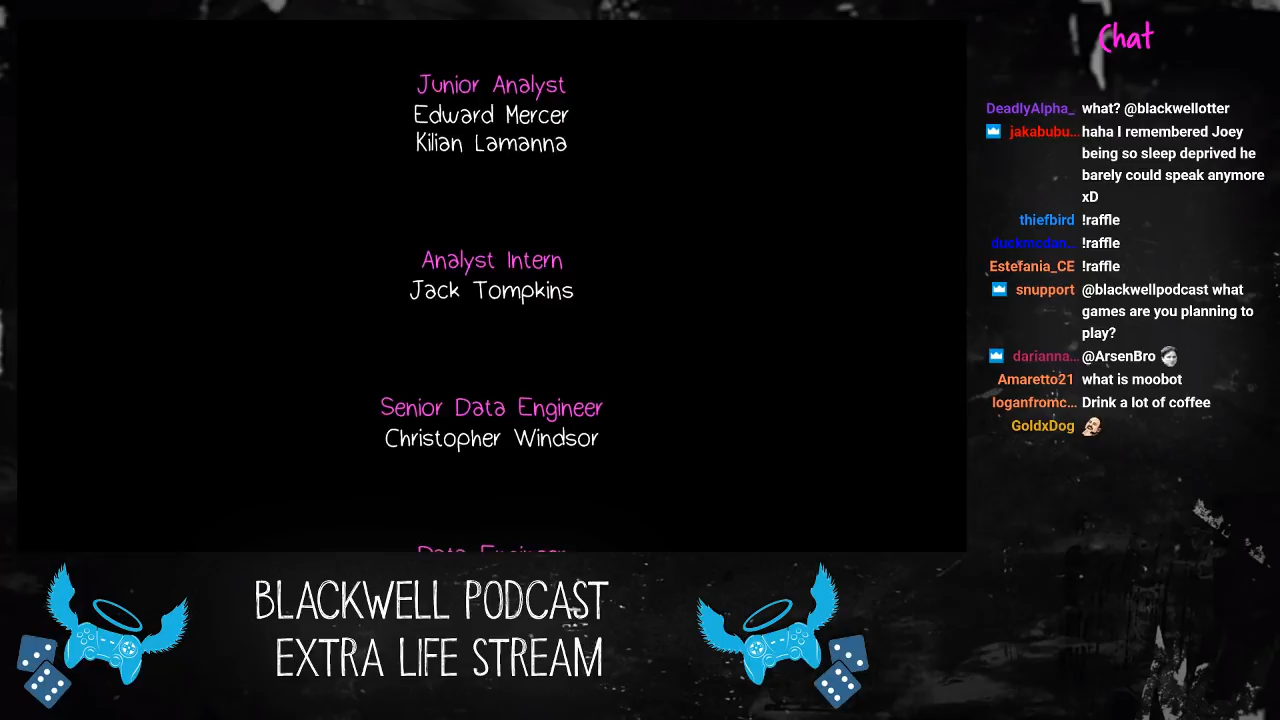 Junior Analyst
Edward Mercer
Kilian Lamanna
Analyst Intern
Jack Tompkins
Senior Data Engineer
Christopher Windsor
Data Engineer
BLACKWELL PODCAST
EXTRA LIFE STREAM
Chat
DeadlyAlpha_ what? @blackwellotter
jakabubu... haha I remembered Joey
being so sleep deprived he
barely could speak anymore
xD
thiefbird !raffle
duckmodan... !raffle
Estefania_CE !raffle
snupport @blackwellpodcast what
games are you planning to
play?
darianna... @ArsenBro
Amaretto21 what is moobot
loganfromc... Drink a lot of coffee
GoldxDog